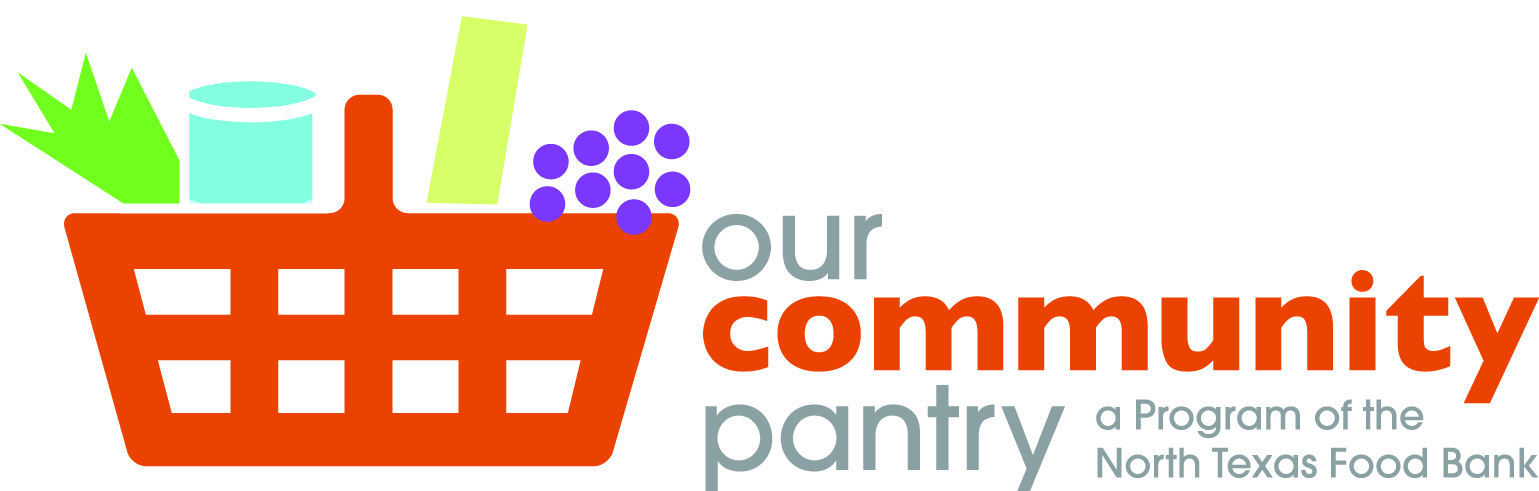 our
community
pantry
a Program of the
North Texas Food Bank